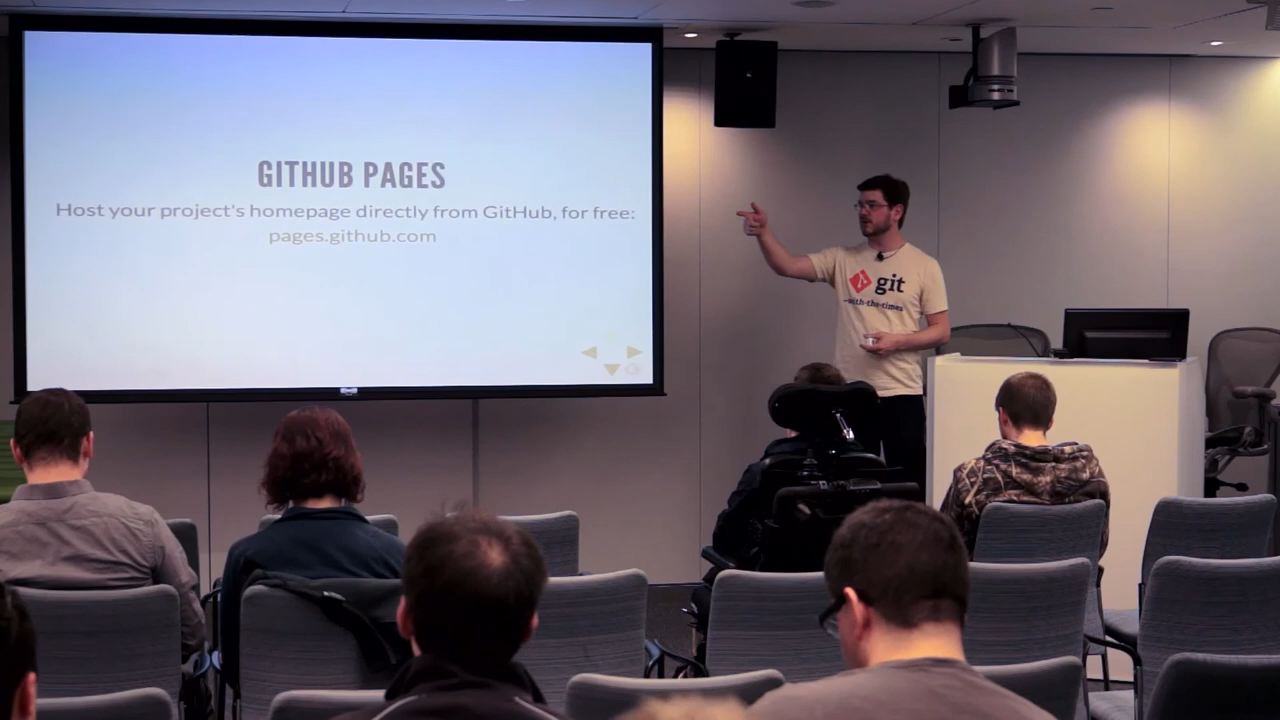 GITHUB PAGES
Host your project's homepage directly from GitHub, for free:
pages.github.com
git
--with-the-times